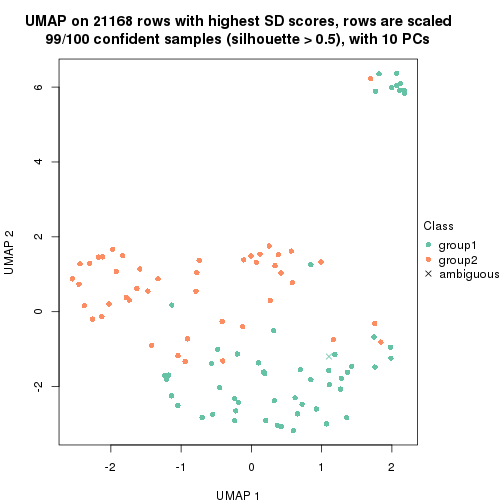 UMAP on 21168 rows with highest SD scores, rows are scaled
99/100 confident samples (silhouette > 0.5), with 10 PCs
6
4
2
0
-2
UMAP 2
-2
-1
0
1
2
UMAP 1
Class
group1
group2
ambiguous